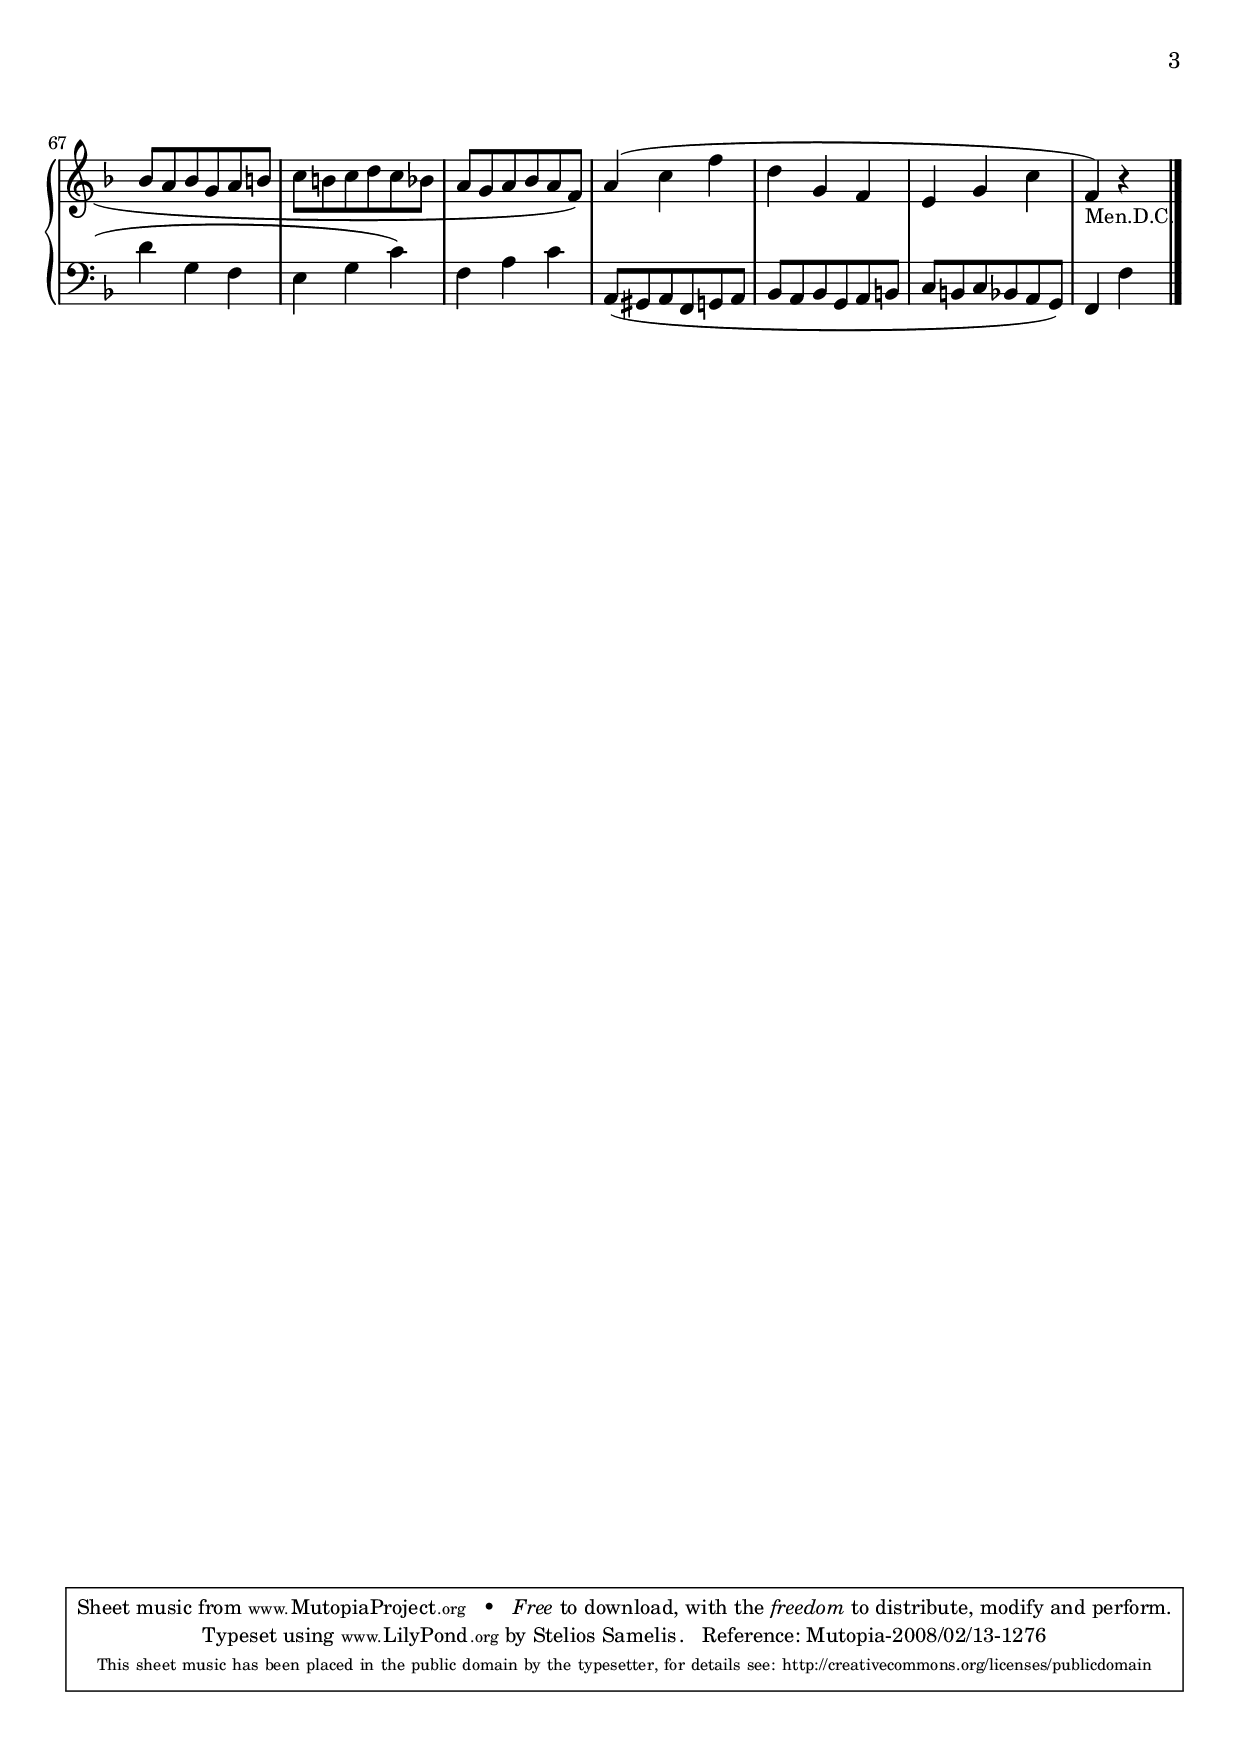 3
67
Men.D.C.
Sheet music from www.MutopiaProject.org • Free to download, with the freedom to distribute, modify and perform.
Typeset using www.LilyPond.org by Stelios Samelis. Reference: Mutopia-2008/02/13-1276
This sheet music has been placed in the public domain by the typesetter, for details see: http://creativecommons.org/licenses/publicdomain